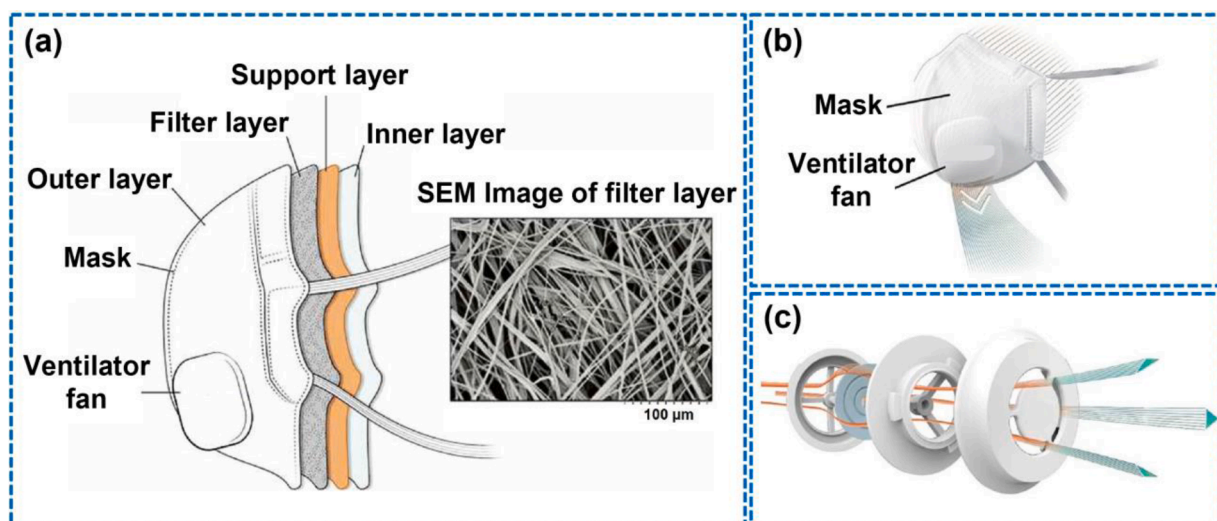 (a)
Support layer
Filter layer
Inner layer
Outer layer
SEM Image of filter layer
Mask
Ventilator
fan
100 μm
(b)
Mask
Ventilator
fan
(c)